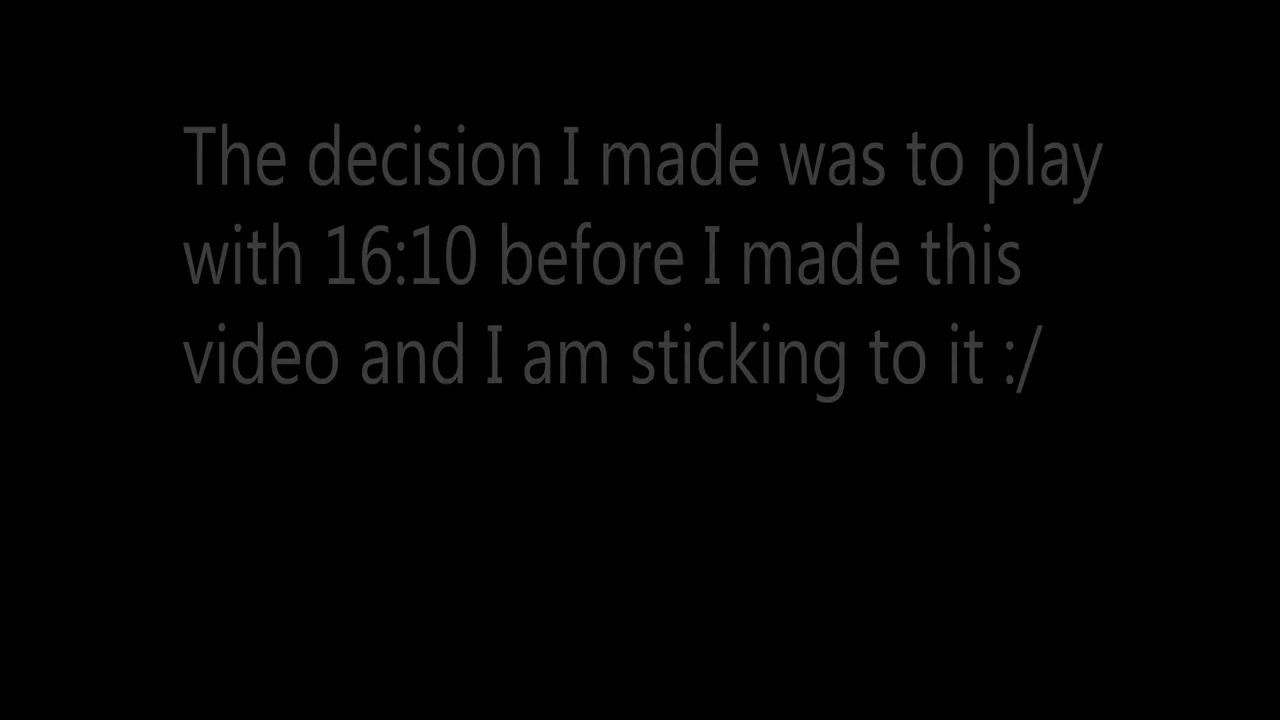 The decision I made was to play
with 16:10 before I made this
video and I am sticking to it :/